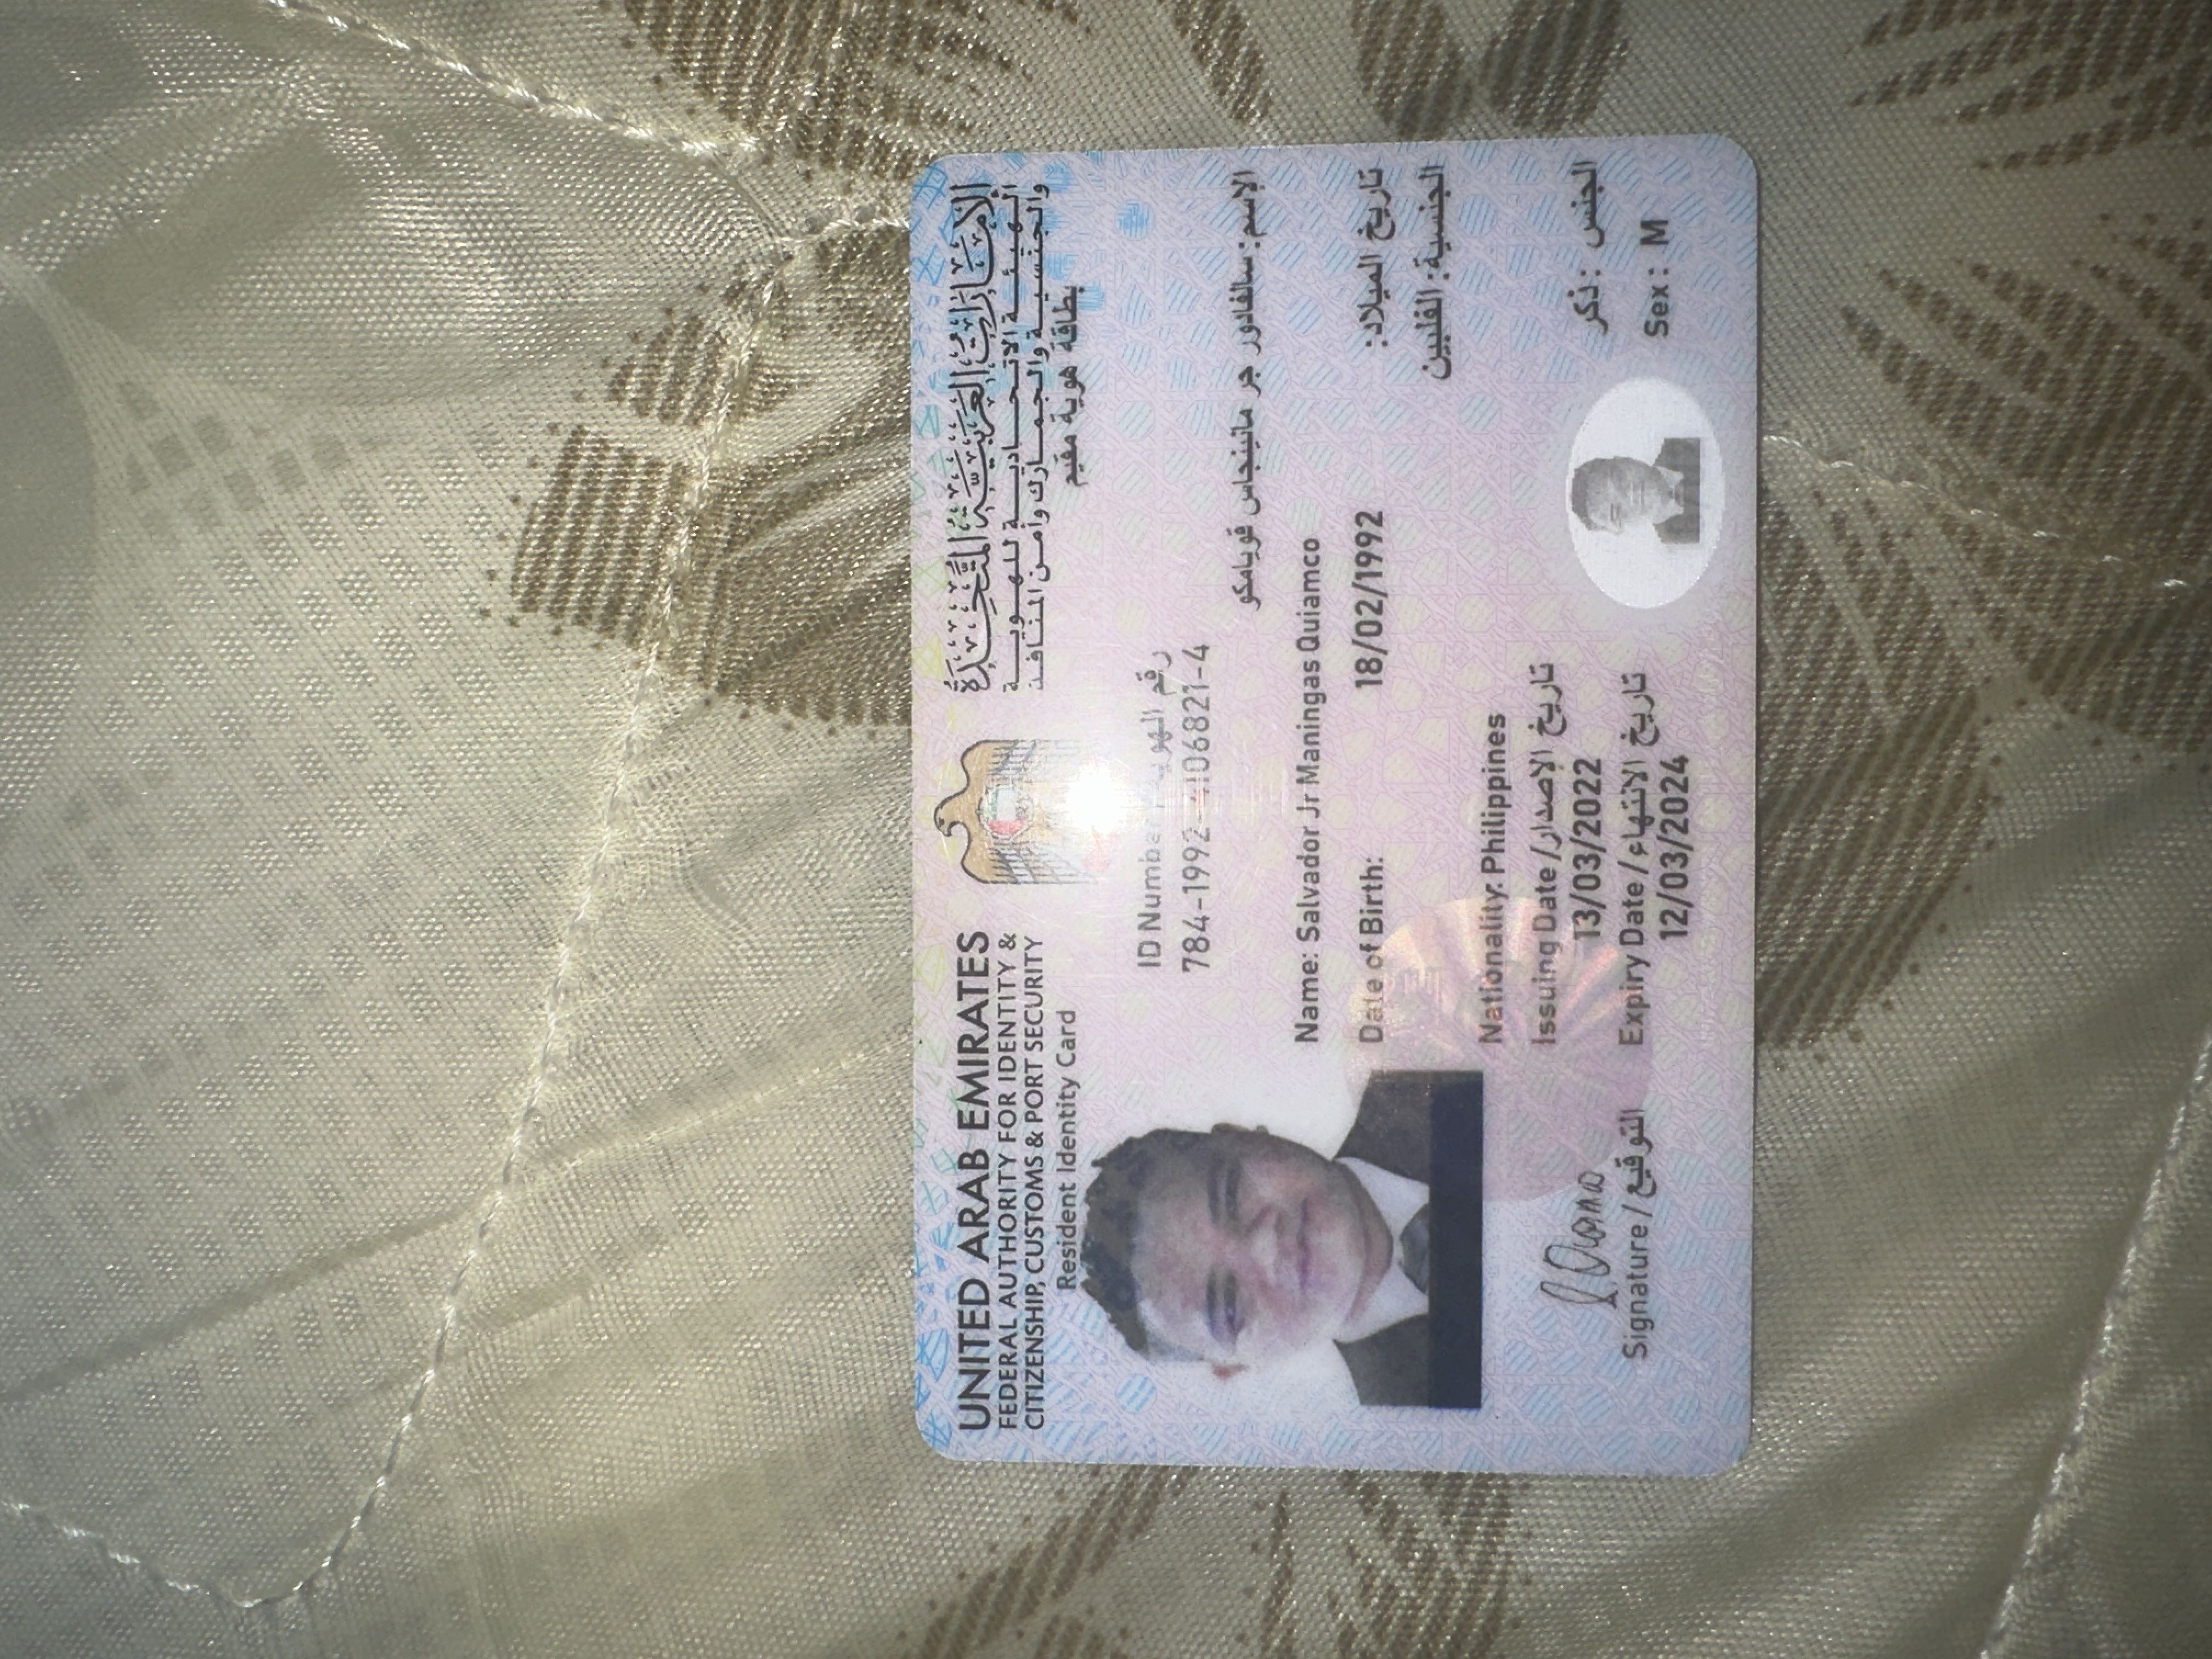 UNITED ARAB EMIRATES
FEDERAL AUTHORITY FOR IDENTITY &
CITIZENSHIP, CUSTOMS & PORT SECURITY
Resident Identity Card
الإمارات العربية المتحدة
الهيئة الاتحادية للهوية
والجنسية والجمارك وأمن المنافذ
بطاقة هوية مقيم
ID Number / رقم الهوية
784-1992-4106821-4
الإسم: سالفادور جر مانينجاس قويامكو
Name: Salvador Jr Maningas Quiamco
Date of Birth: 18/02/1992 تاريخ الميلاد:
الجنسية: الفلبين
Nationality: Philippines
Issuing Date / تاريخ الإصدار
13/03/2022
Expiry Date / تاريخ الانتهاء
12/03/2024
Signature / التوقيع
الجنس : ذكر
Sex : M